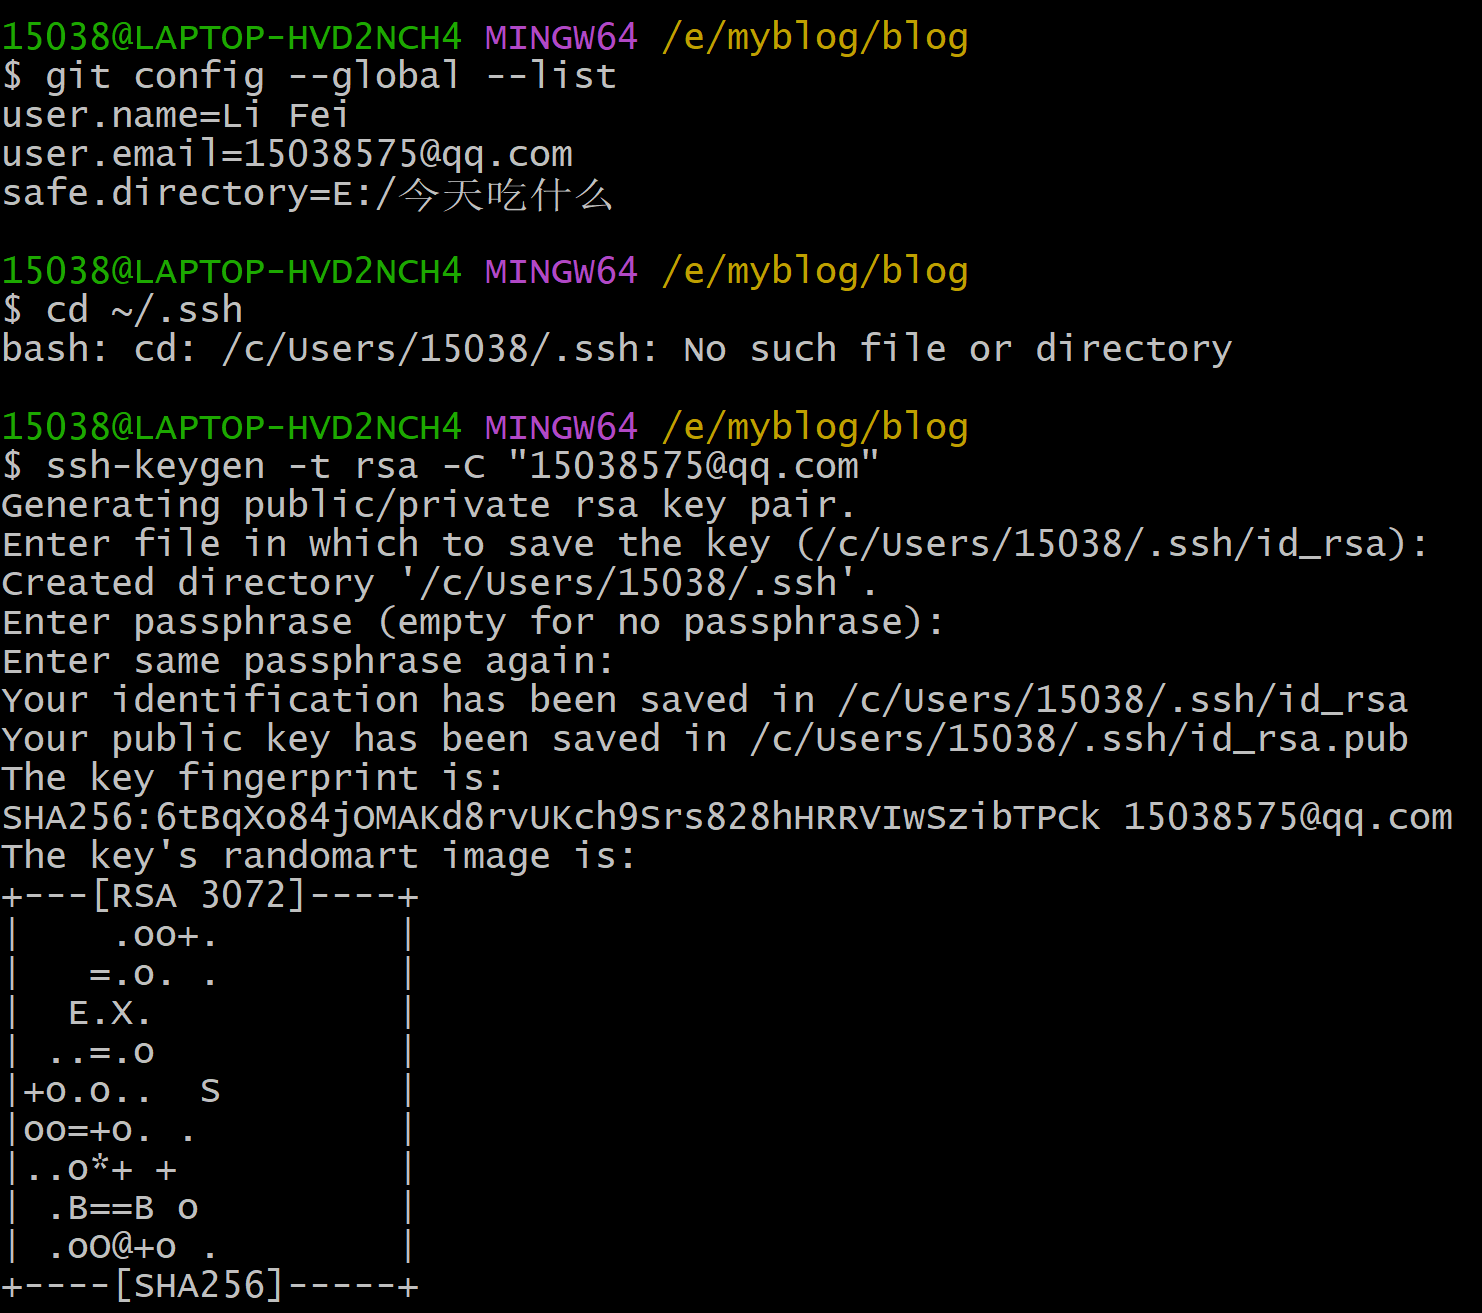 15038@LAPTOP-HVD2NCH4 MINGW64 /e/myblog/blog
$ git config --global --list
user.name=Li Fei
user.email=15038575@qq.com
safe.directory=E:/今天吃什么

15038@LAPTOP-HVD2NCH4 MINGW64 /e/myblog/blog
$ cd ~/.ssh
bash: cd: /c/Users/15038/.ssh: No such file or directory

15038@LAPTOP-HVD2NCH4 MINGW64 /e/myblog/blog
$ ssh-keygen -t rsa -C "15038575@qq.com"
Generating public/private rsa key pair.
Enter file in which to save the key (/c/Users/15038/.ssh/id_rsa):
Created directory '/c/Users/15038/.ssh'.
Enter passphrase (empty for no passphrase):
Enter same passphrase again:
Your identification has been saved in /c/Users/15038/.ssh/id_rsa
Your public key has been saved in /c/Users/15038/.ssh/id_rsa.pub
The key fingerprint is:
SHA256:6tBqXo84jOMAKd8rvUKch9Srs828hHRRVIwSzibTPCk 15038575@qq.com
The key's randomart image is:
+---[RSA 3072]----+
|    .oo+.        |
|   =.o. .        |
|  E.X.           |
| ..=.o           |
|+o.o..  S        |
|oo=+o. .         |
|..o*+ +          |
| .B==B o         |
| .oO@+o .        |
+----[SHA256]-----+